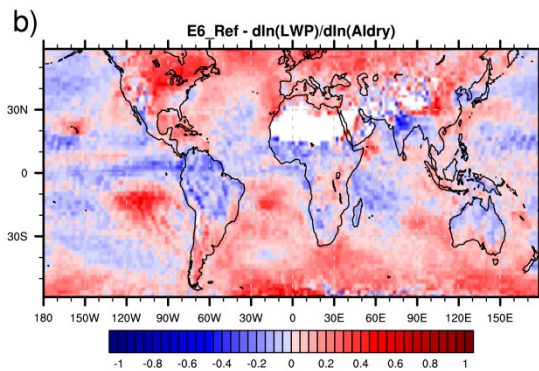 b)
E6_Ref - dln(LWP)/dln(AIdry)
30N
0
30S
180 150W 120W 90W 60W 30W 0 30E 60E 90E 120E 150E
-1 -0.8 -0.6 -0.4 -0.2 0 0.2 0.4 0.6 0.8 1